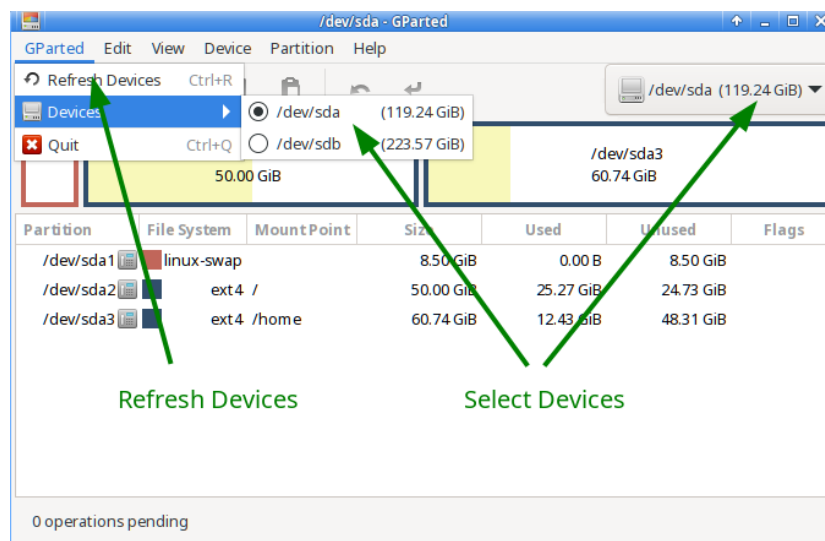 /dev/sda - GParted
GParted Edit View Device Partition Help
Refresh Devices Ctrl+R
/dev/sda (119.24 GiB)
Devices
/dev/sda (119.24 GiB)
Quit Ctrl+Q
/dev/sdb (223.57 GiB)
50.00 GiB
/dev/sda3
60.74 GiB
Partition File System Mount Point Size Used Unused Flags
/dev/sda1 linux-swap 8.50 GiB 0.00 B 8.50 GiB
/dev/sda2 ext4 / 50.00 GiB 25.27 GiB 24.73 GiB
/dev/sda3 ext4 /home 60.74 GiB 12.43 GiB 48.31 GiB
Refresh Devices
Select Devices
0 operations pending